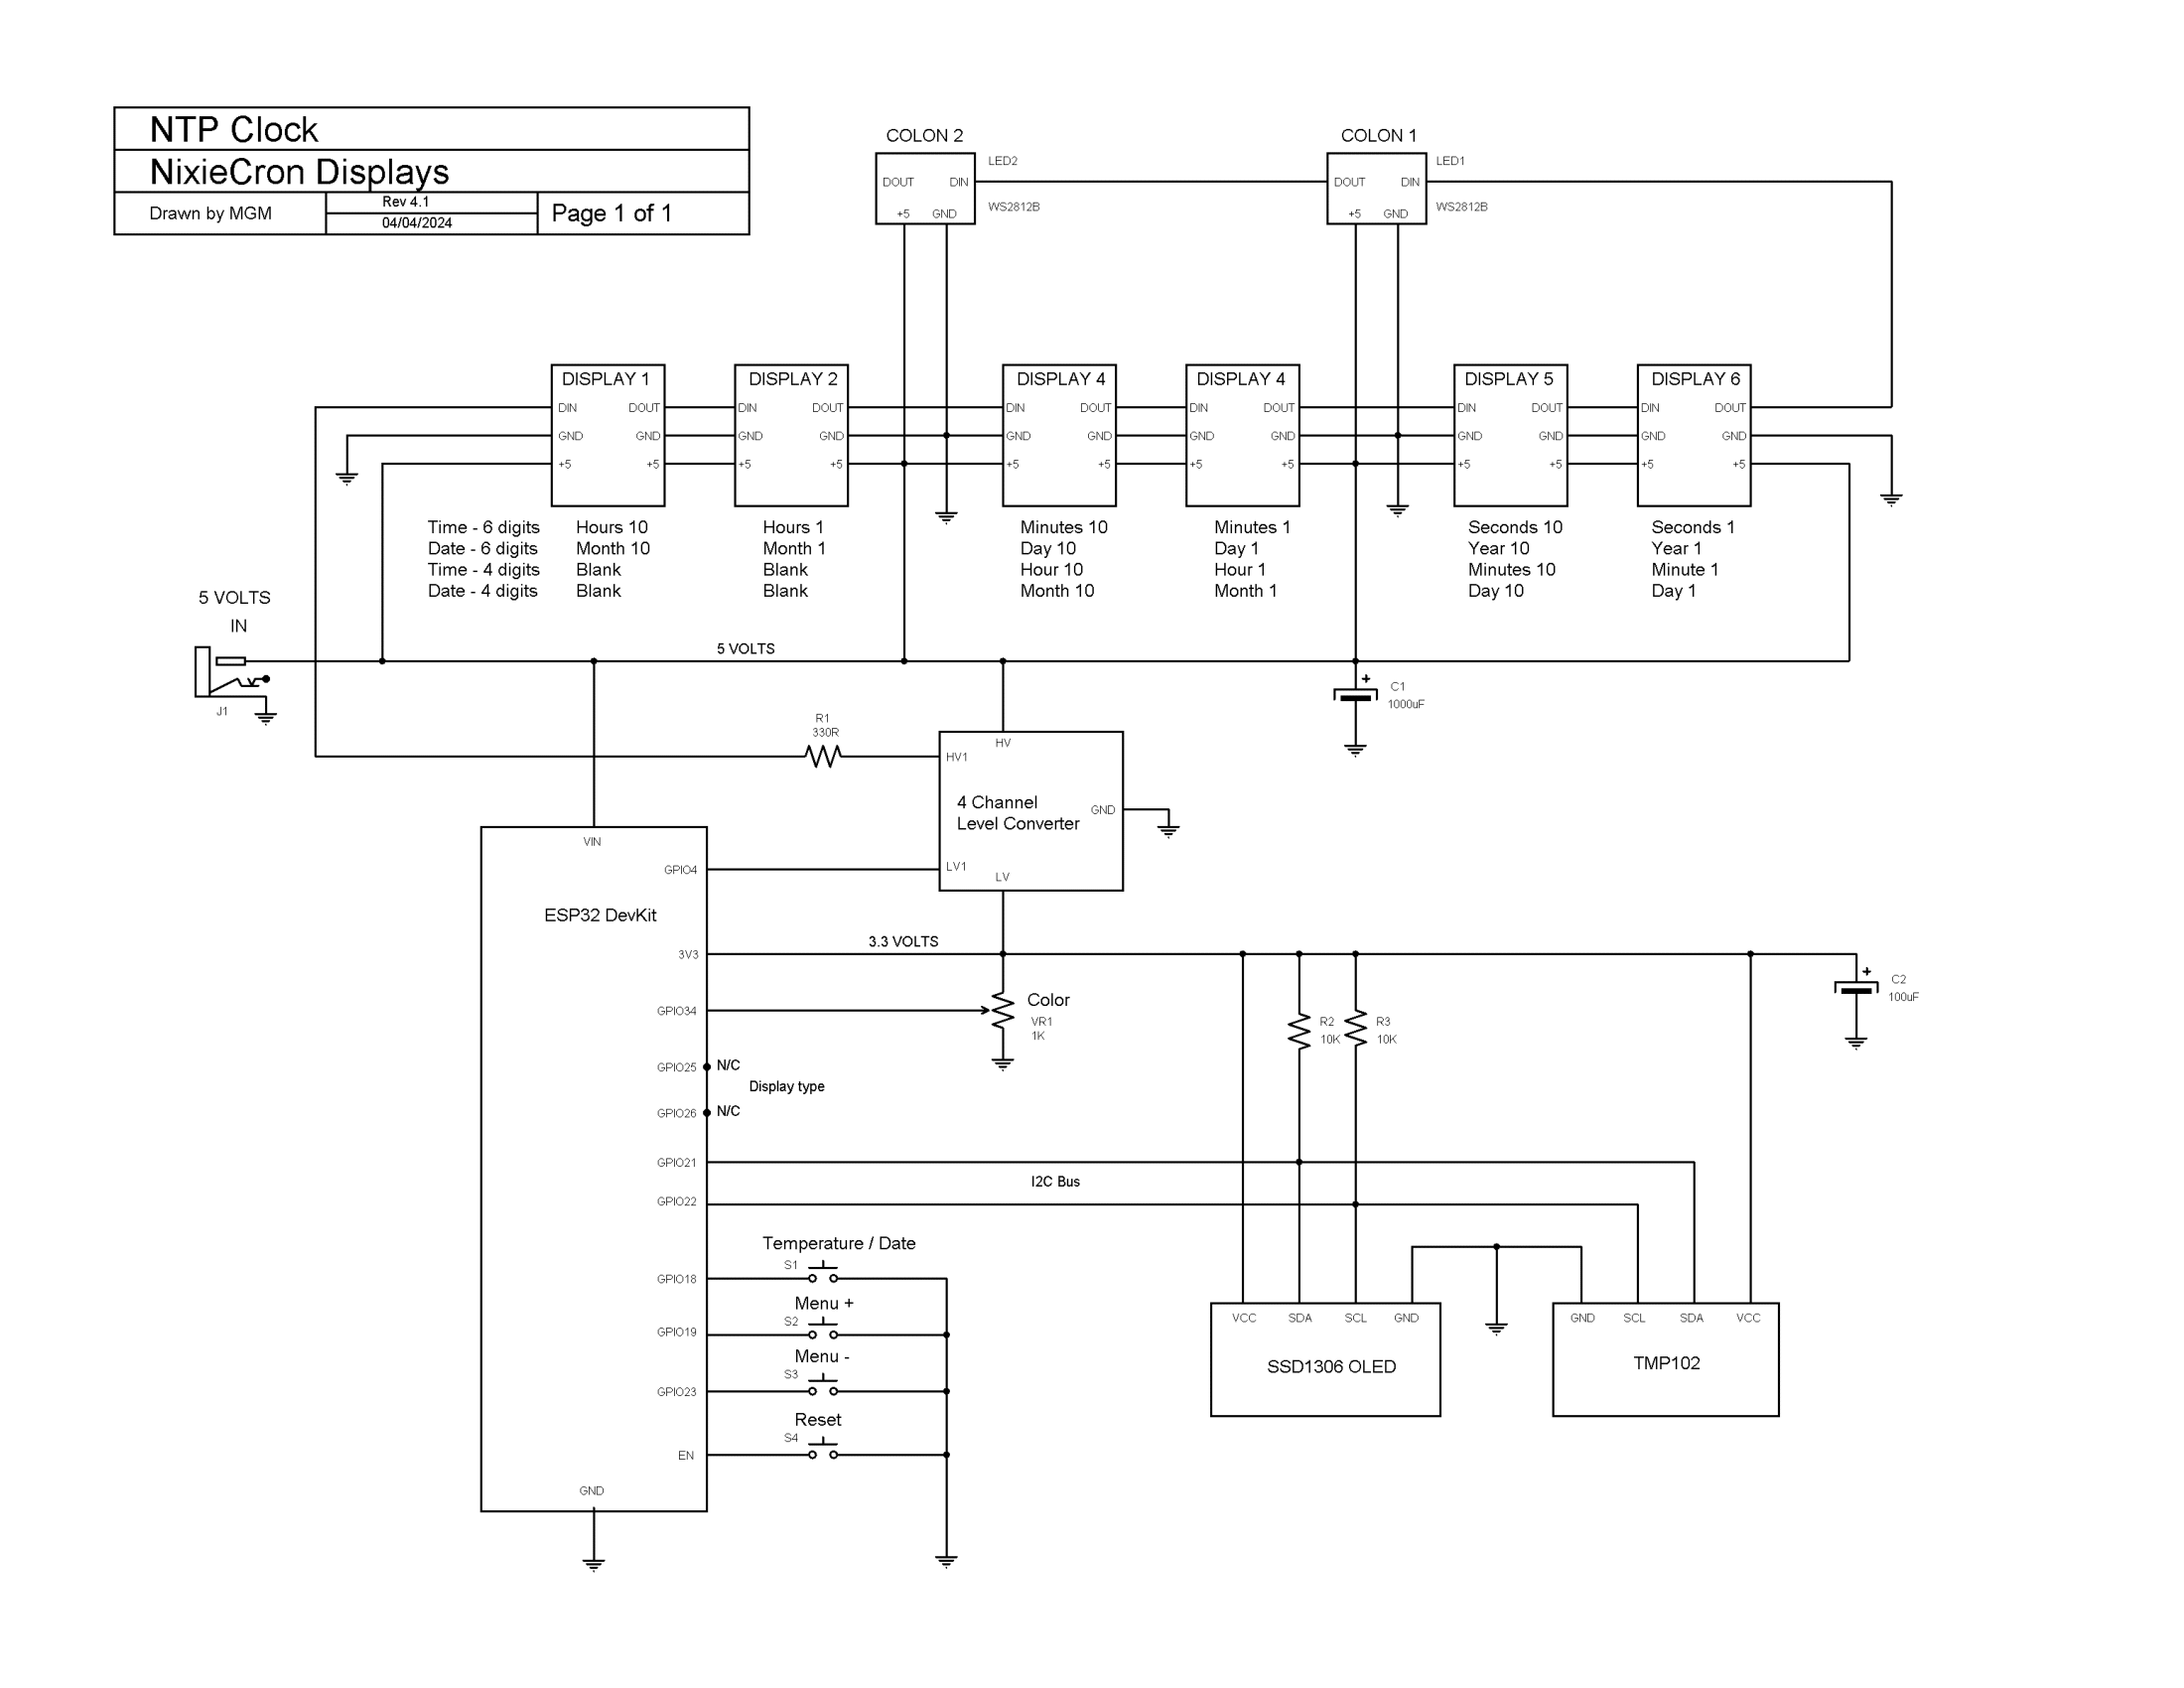 NTP Clock
NixieCron Displays
Drawn by MGM
Rev 4.1
04/04/2024
Page 1 of 1
COLON 2
LED2
DOUT DIN
+5 GND
WS2812B
COLON 1
LED1
DOUT DIN
+5 GND
WS2812B
DISPLAY 1
DIN DOUT
GND GND
+5 +5
DISPLAY 2
DIN DOUT
GND GND
+5 +5
DISPLAY 4
DIN DOUT
GND GND
+5 +5
DISPLAY 4
DIN DOUT
GND GND
+5 +5
DISPLAY 5
DIN DOUT
GND GND
+5 +5
DISPLAY 6
DIN DOUT
GND GND
+5 +5
Time - 6 digits Hours 10 Hours 1 Minutes 10 Minutes 1 Seconds 10 Seconds 1
Date - 6 digits Month 10 Month 1 Day 10 Day 1 Year 10 Year 1
Time - 4 digits Blank Blank Hour 10 Hour 1 Minutes 10 Minute 1
Date - 4 digits Blank Blank Month 10 Month 1 Day 10 Day 1
5 VOLTS
IN
J1
5 VOLTS
+
C1
1000uF
R1
330R
HV
HV1
4 Channel
Level Converter
GND
LV1
LV
VIN
GPIO4
ESP32 DevKit
3V3
3.3 VOLTS
GPIO34
Color
VR1
1K
GPIO25
N/C
Display type
GPIO26
N/C
R2
10K
R3
10K
+
C2
100uF
GPIO21
I2C Bus
GPIO22
Temperature / Date
GPIO18
S1
Menu +
GPIO19
S2
Menu -
GPIO23
S3
Reset
EN
S4
GND
VCC SDA SCL GND
SSD1306 OLED
GND SCL SDA VCC
TMP102